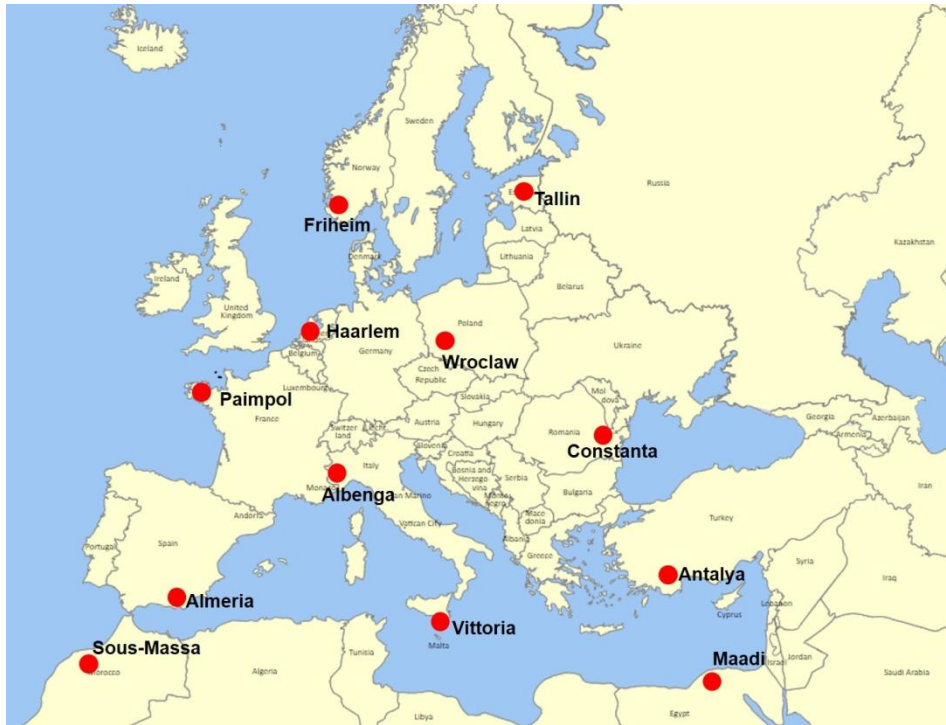 Iceland
Sweden
Norway
Russia
Tallin
Friheim
Latvia
Denmark
Lithuania
Kazakhstan
Ireland
Belarus
United
Kingdom
Haarlem
Poland
Wroclaw
Belgium
Germany
Ukraine
Czech
Republic
Paimpol
Luxembourg
Slovakia
Mol
dova
France
Switzer
land
Austria
Hungary
Romania
Georgia
Azerbaijan
Armenia
Constanta
Slovenia
Croatia
Italy
Bosnia and
Herzego
vina
Serbia
Albenga
San Marino
Monte
negro
Bulgaria
Iran
Andorra
Vatican City
Mace
donia
Albania
Turkey
Portugal
Spain
Greece
Antalya
Syria
Iraq
Almeria
Cyprus
Lebanon
Vittoria
Malta
Sous-Massa
Tunisia
Maadi
Israel
Jordan
Morocco
Algeria
Saudi Arabia
Libya
Egypt